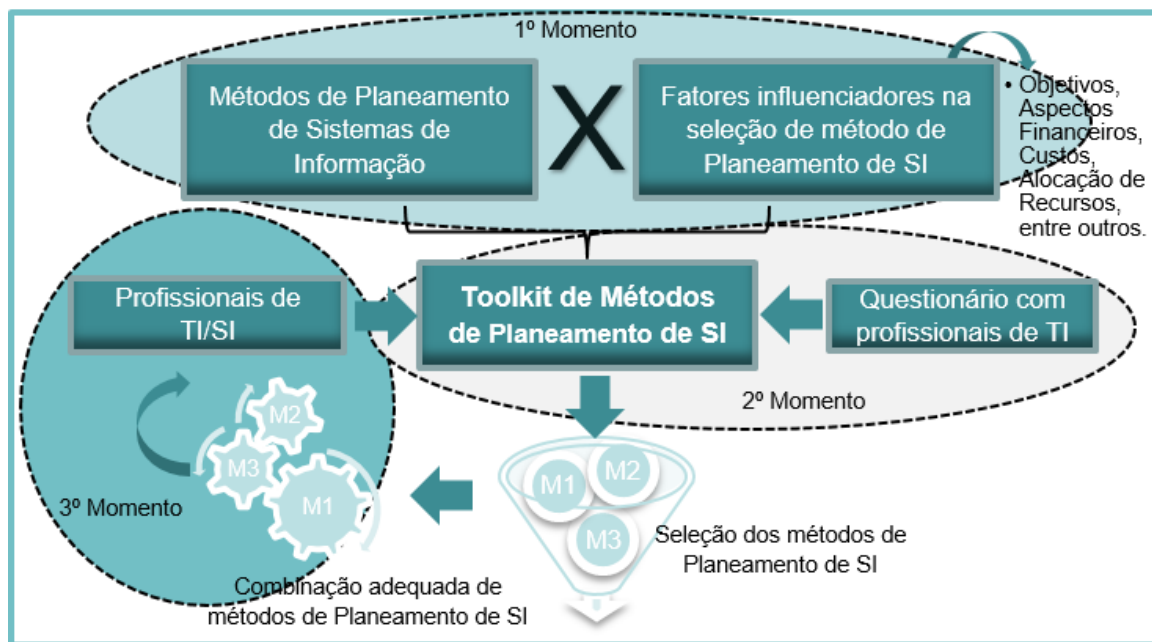 1º Momento
Métodos de Planeamento
de Sistemas de
Informação
X
Fatores influenciadores na
seleção de método de
Planeamento de SI
• Objetivos,
Aspectos
Financeiros,
Custos,
Alocação de
Recursos,
entre outros.
Profissionais de
TI/SI
Toolkit de Métodos
de Planeamento de SI
Questionário com
profissionais de TI
2º Momento
M2
M3
M1
3º Momento
M1
M2
M3
Seleção dos métodos de
Planeamento de SI
Combinação adequada de
métodos de Planeamento de SI